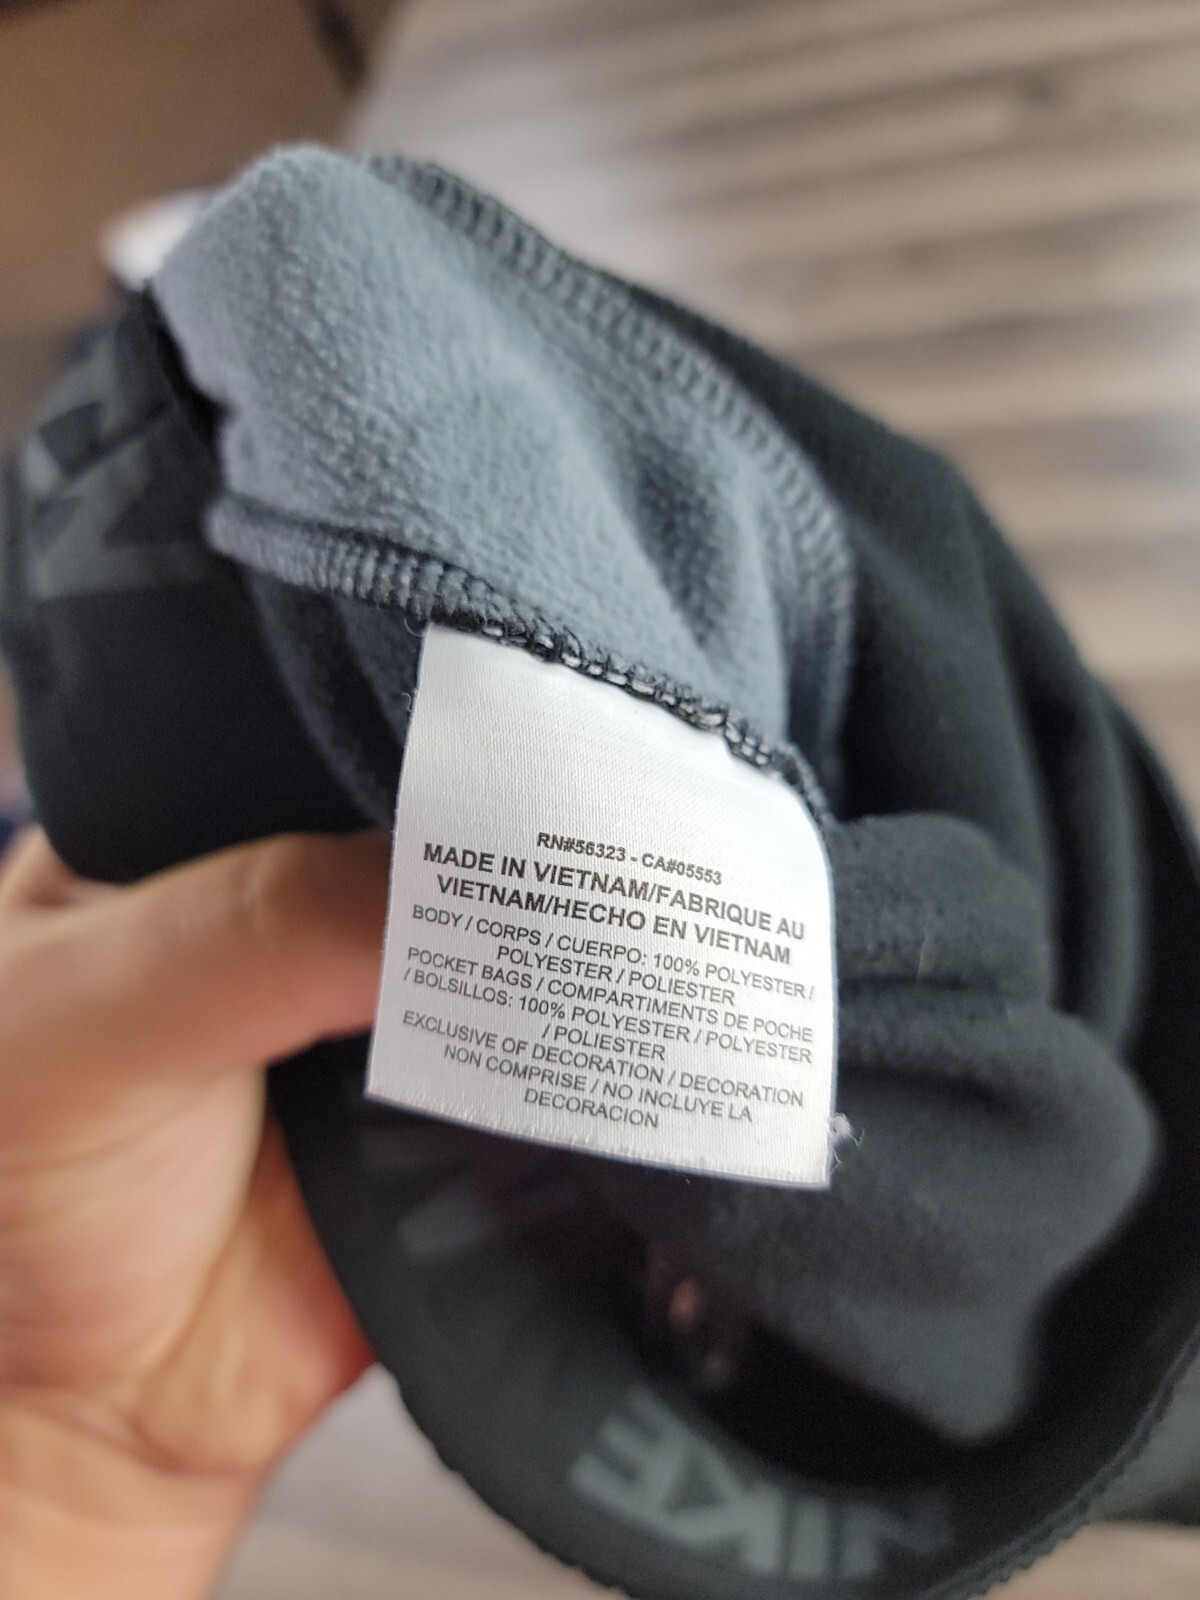 RN#56323 - CA#05553
MADE IN VIETNAM/FABRIQUE AU
VIETNAM/HECHO EN VIETNAM
BODY / CORPS / CUERPO: 100% POLYESTER /
POLYESTER / POLIESTER
POCKET BAGS / COMPARTIMENTS DE POCHE
/ BOLSILLOS: 100% POLYESTER / POLYESTER
/ POLIESTER
EXCLUSIVE OF DECORATION / DECORATION
NON COMPRISE / NO INCLUYE LA
DECORACION
NIKE